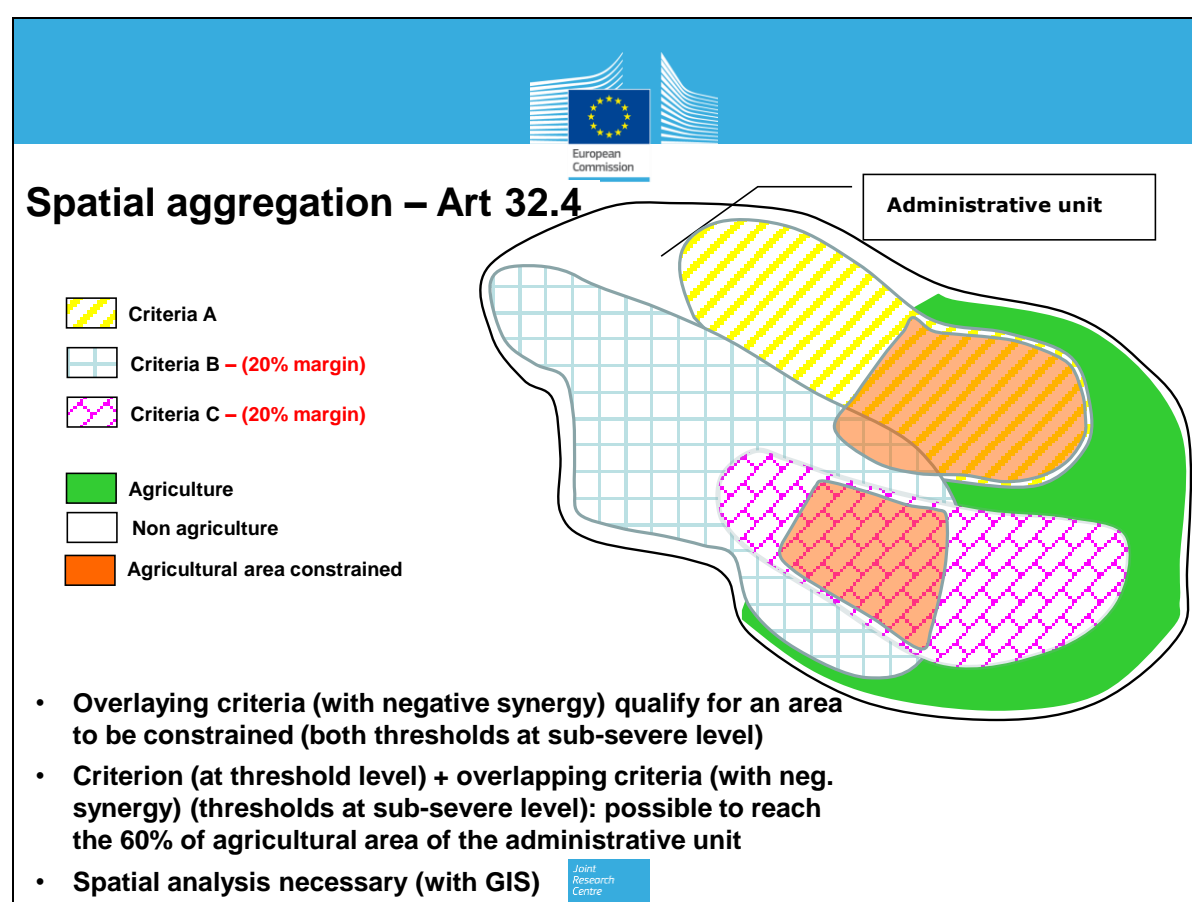 European
Commission
Spatial aggregation – Art 32.4
Administrative unit
Criteria A
Criteria B – (20% margin)
Criteria C – (20% margin)
Agriculture
Non agriculture
Agricultural area constrained
• Overlaying criteria (with negative synergy) qualify for an area
to be constrained (both thresholds at sub-severe level)
• Criterion (at threshold level) + overlapping criteria (with neg.
synergy) (thresholds at sub-severe level): possible to reach
the 60% of agricultural area of the administrative unit
• Spatial analysis necessary (with GIS)
Joint
Research
Centre